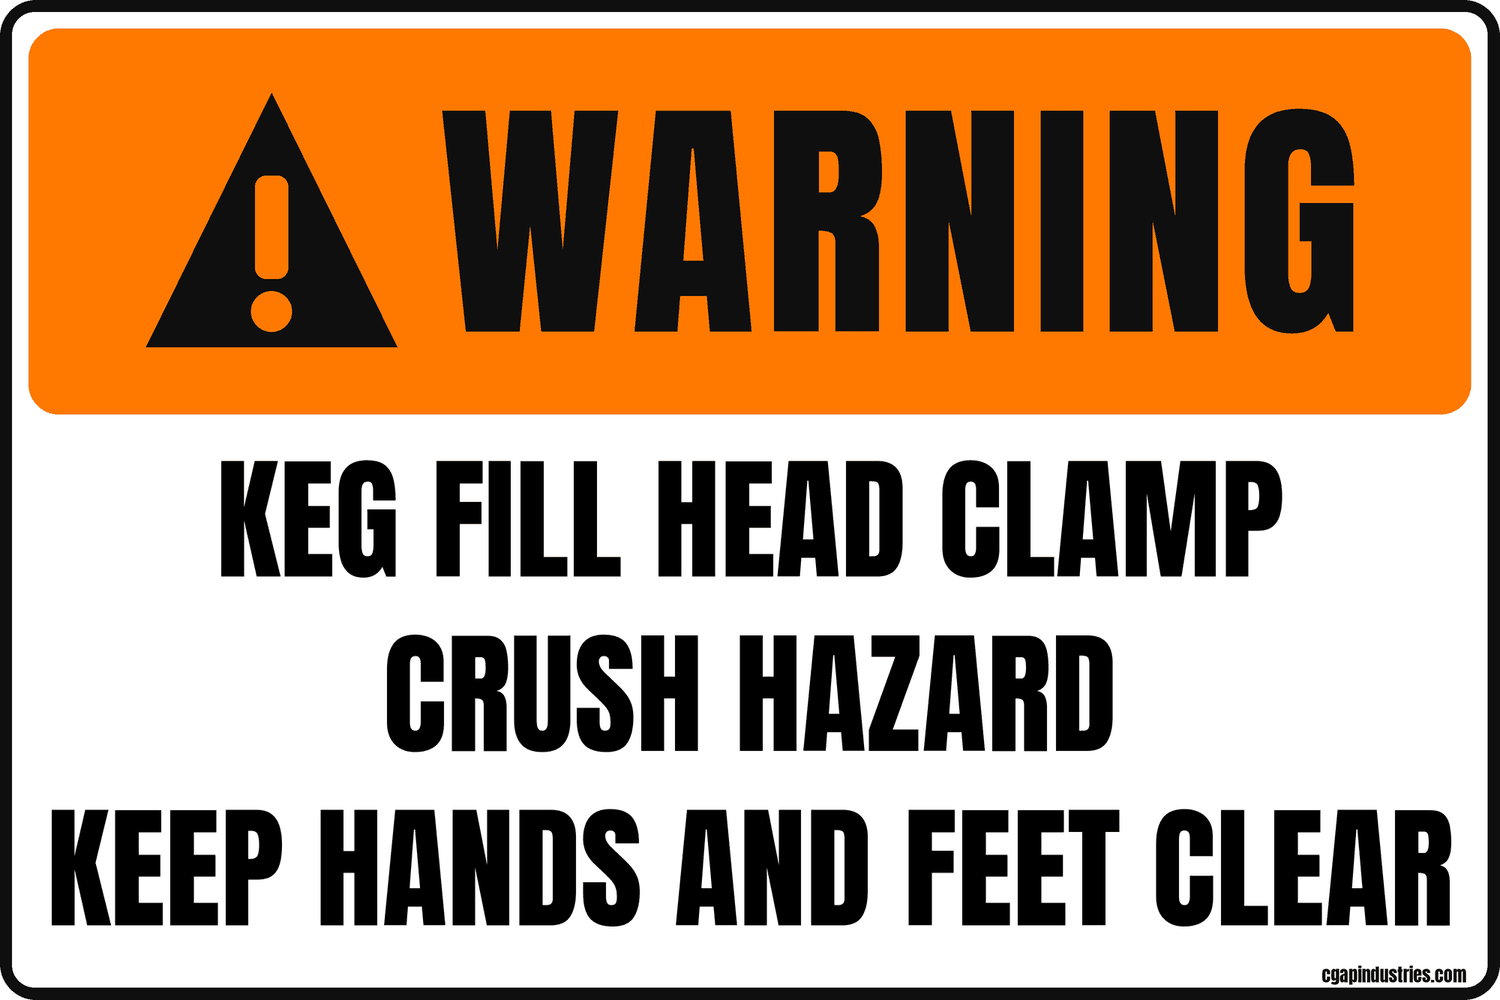 WARNING
KEG FILL HEAD CLAMP
CRUSH HAZARD
KEEP HANDS AND FEET CLEAR
cgapindustries.com